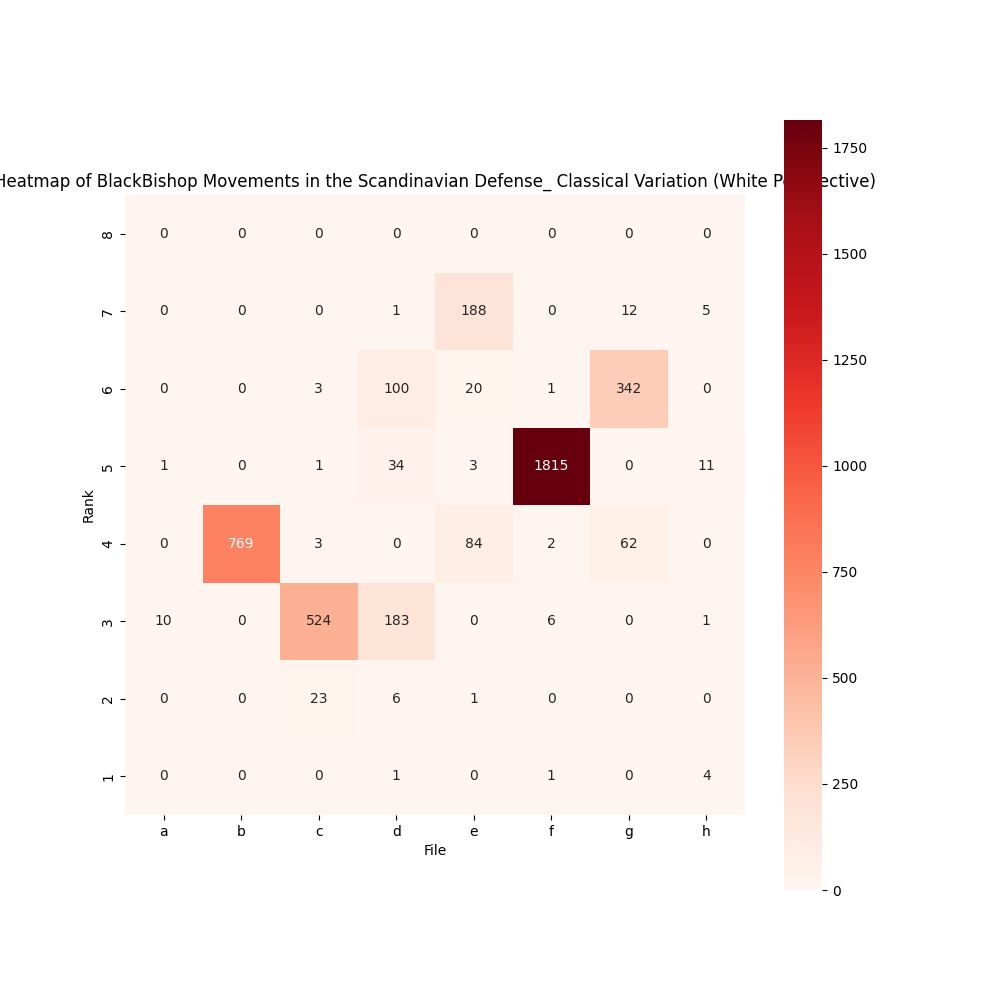 Heatmap of BlackBishop Movements in the Scandinavian Defense_ Classical Variation (White P ective)
8 0 0 0 0 0 0 0 0
7 0 0 0 1 188 0 12 5
6 0 0 3 100 20 1 342 0
5 1 0 1 34 3 1815 0 11
Rank
4 0 769 3 0 84 2 62 0
3 10 0 524 183 0 6 0 1
2 0 0 23 6 1 0 0 0
1 0 0 0 1 0 1 0 4
a b c d e f g h
File
1750
1500
1250
1000
750
500
250
0